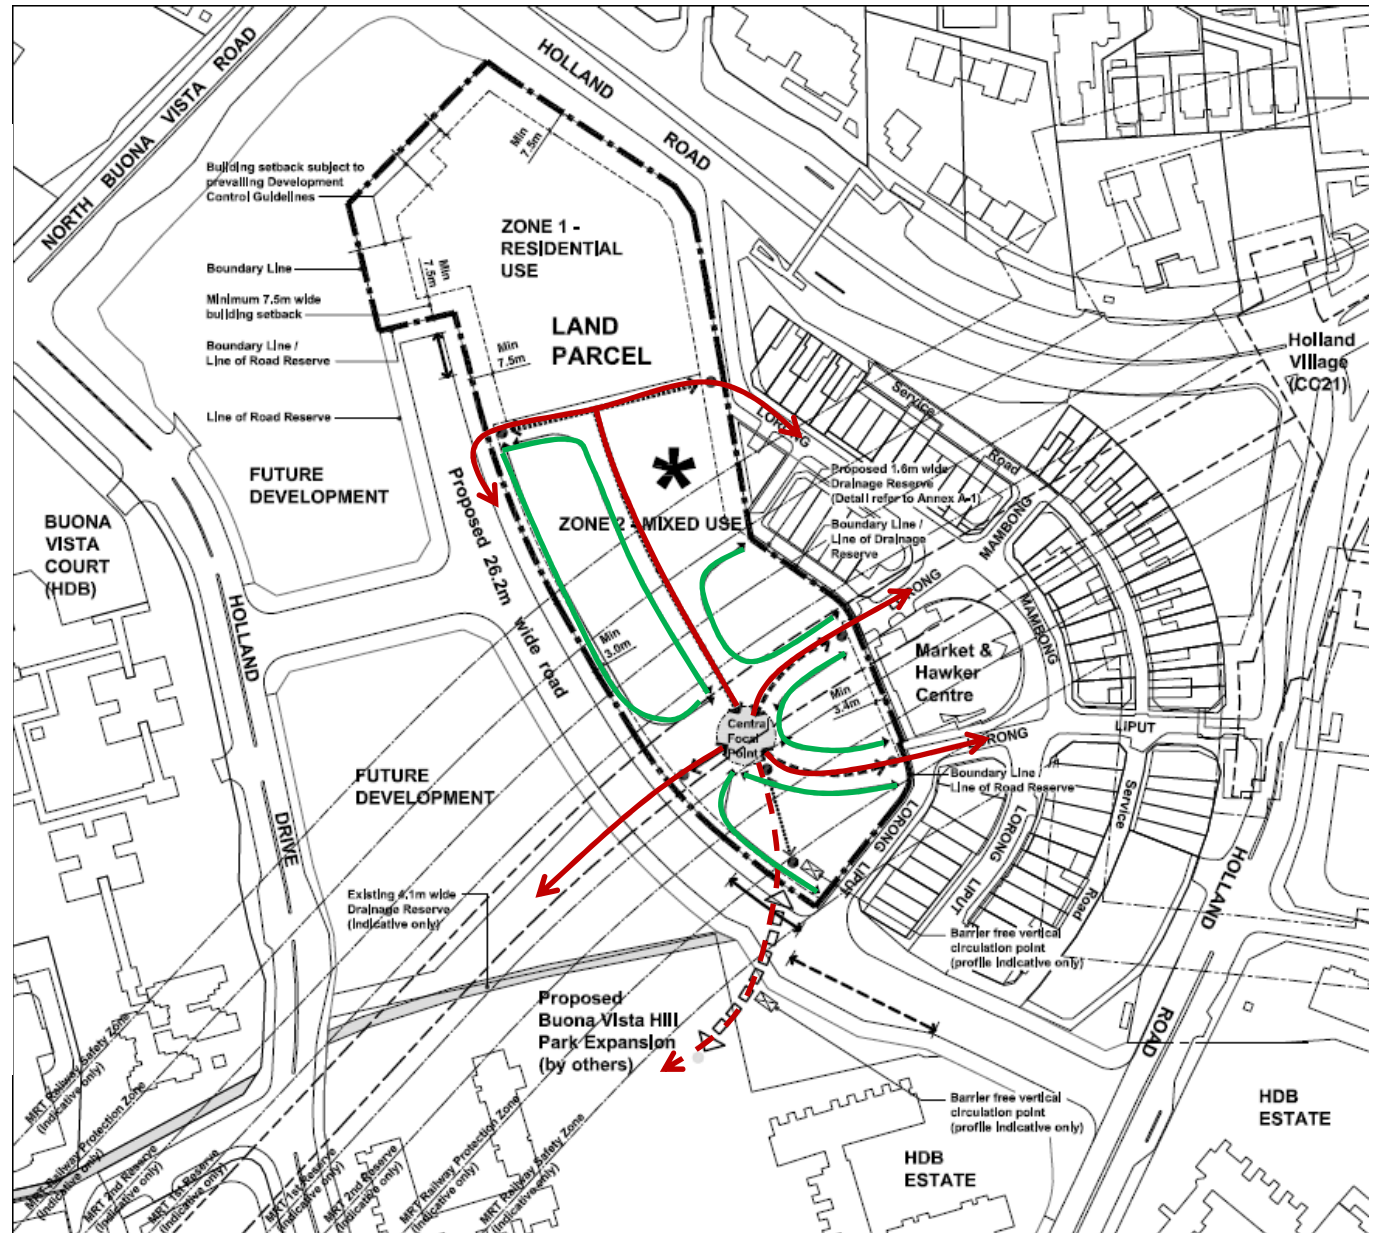 NORTH BUONA VISTA ROAD
HOLLAND
ROAD
Building setback subject to
prevailing Development
Control Guidelines
Min
7.5m
ZONE 1 -
RESIDENTIAL
USE
Boundary Line
Min
7.5m
Minimum 7.5m wide
building setback
LAND
PARCEL
Boundary Line /
Line of Road Reserve
Min
7.5m
Holland
Village
(CC21)
Line of Road Reserve
Service
Road
LORONG
MAMBONG
FUTURE
DEVELOPMENT
Proposed 26.2m wide road
Proposed 1.6m wide
Drainage Reserve
(Detail refer to Annex A-1)
ZONE 2 - MIXED USE
Boundary Line /
Line of Drainage
Reserve
BUONA
VISTA
COURT
(HDB)
HOLLAND
DRIVE
MAMBONG
Min
3.0m
Market &
Hawker
Centre
Min
3.4m
Central
Focal
Point
LIPUT
FUTURE
DEVELOPMENT
Boundary Line
Line of Road Reserve
LORONG
LIPUT
LORONG
LIPUT
Service
Road
HOLLAND
ROAD
Existing 4.1m wide
Drainage Reserve
(Indicative only)
Barrier free vertical
circulation point
(profile Indicative only)
Proposed
Buona Vista Hill
Park Expansion
(by others)
Barrier free vertical
circulation point
(profile Indicative only)
HDB
ESTATE
HDB
ESTATE
MRT Railway Safety Zone
(Indicative only)
MRT Railway Protection Zone
(Indicative only)
MRT 2nd Reserve
(Indicative only)
MRT 1st Reserve
(Indicative only)
MRT 1st Reserve
(Indicative only)
MRT 2nd Reserve
(Indicative only)
MRT Railway Protection Zone
(Indicative only)
MRT Railway Safety Zone
(Indicative only)